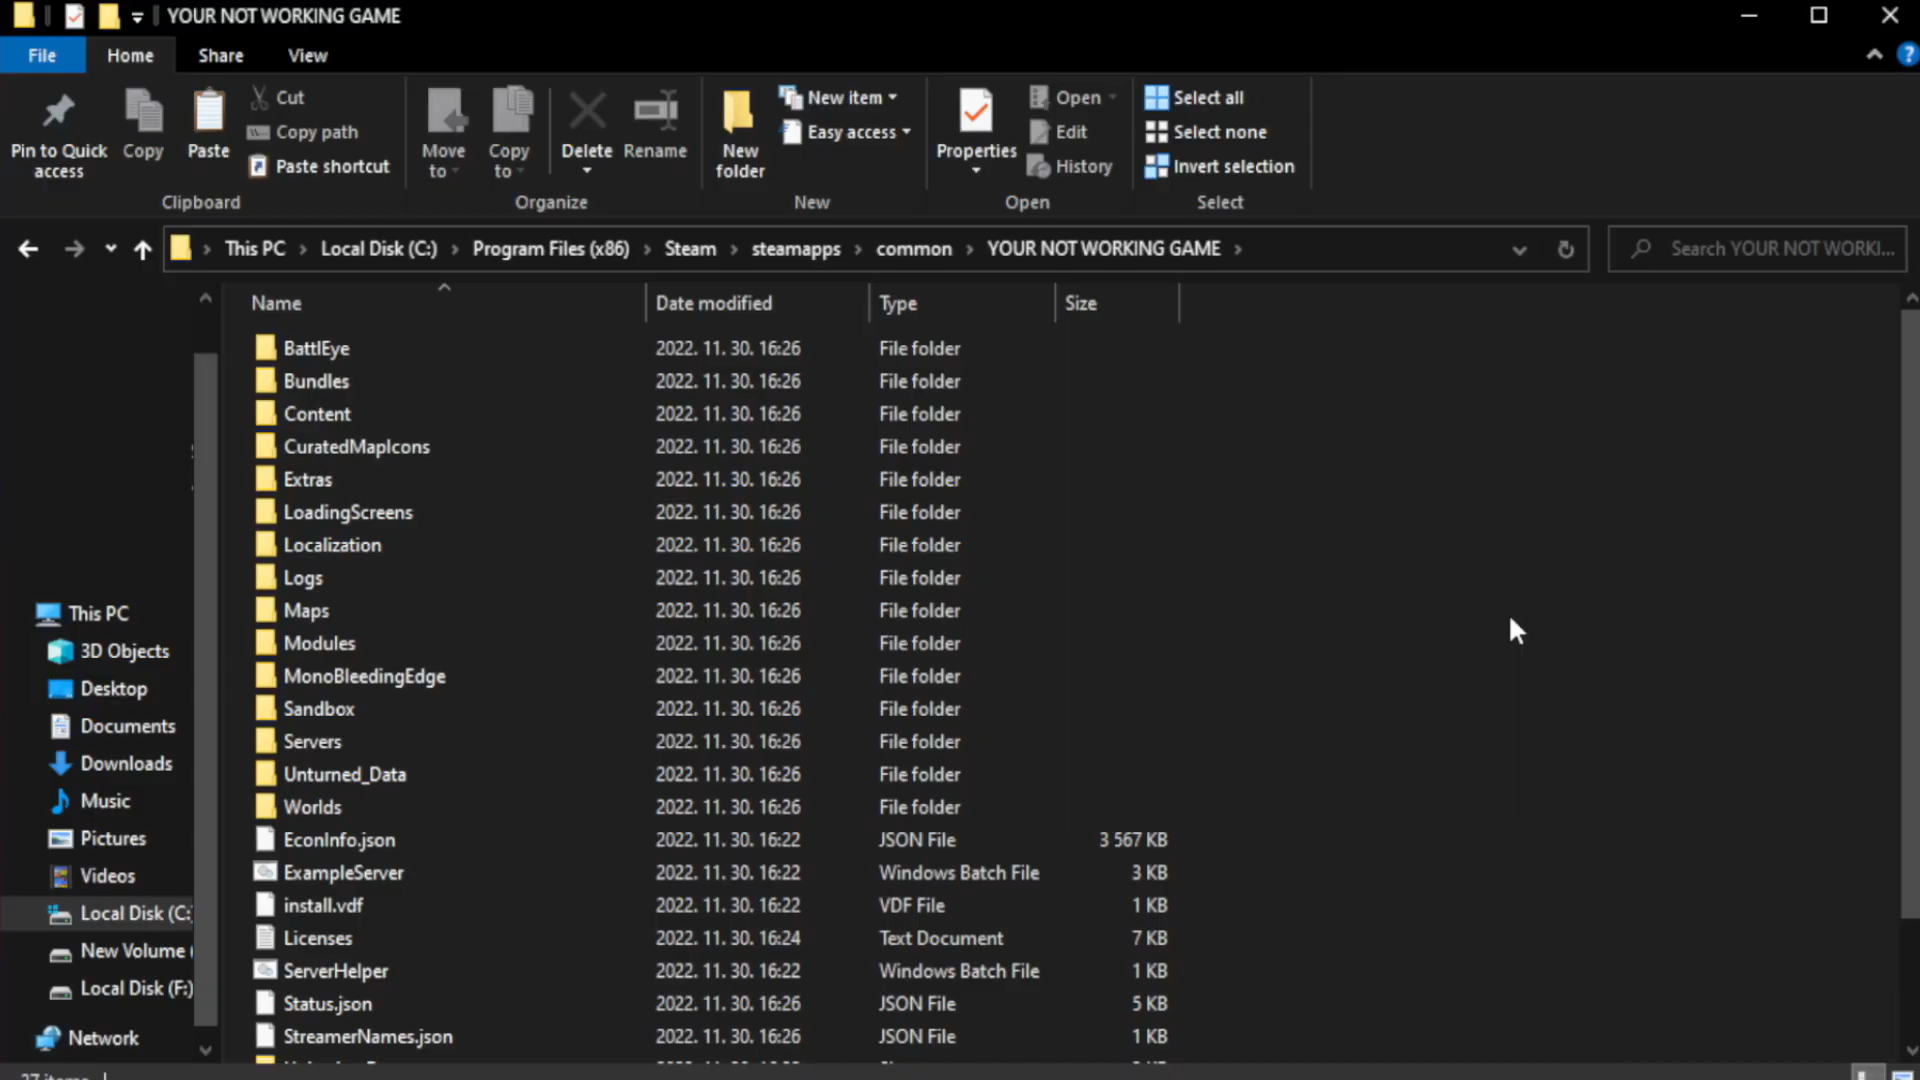 YOUR NOT WORKING GAME
File Home Share View
Pin to Quick access
Copy
Paste
Cut
Copy path
Paste shortcut
Clipboard
Move to
Copy to
Delete
Rename
Organize
New folder
New item
Easy access
New
Properties
Open
Edit
History
Open
Select all
Select none
Invert selection
Select
This PC > Local Disk (C:) > Program Files (x86) > Steam > steamapps > common > YOUR NOT WORKING GAME >
Search YOUR NOT WORKI...
Name Date modified Type Size
BattlEye 2022. 11. 30. 16:26 File folder
Bundles 2022. 11. 30. 16:26 File folder
Content 2022. 11. 30. 16:26 File folder
CuratedMapIcons 2022. 11. 30. 16:26 File folder
Extras 2022. 11. 30. 16:26 File folder
LoadingScreens 2022. 11. 30. 16:26 File folder
Localization 2022. 11. 30. 16:26 File folder
Logs 2022. 11. 30. 16:26 File folder
Maps 2022. 11. 30. 16:26 File folder
Modules 2022. 11. 30. 16:26 File folder
MonoBleedingEdge 2022. 11. 30. 16:26 File folder
Sandbox 2022. 11. 30. 16:26 File folder
Servers 2022. 11. 30. 16:26 File folder
Unturned_Data 2022. 11. 30. 16:26 File folder
Worlds 2022. 11. 30. 16:26 File folder
EconInfo.json 2022. 11. 30. 16:22 JSON File 3 567 KB
ExampleServer 2022. 11. 30. 16:22 Windows Batch File 3 KB
install.vdf 2022. 11. 30. 16:22 VDF File 1 KB
Licenses 2022. 11. 30. 16:24 Text Document 7 KB
ServerHelper 2022. 11. 30. 16:22 Windows Batch File 1 KB
Status.json 2022. 11. 30. 16:26 JSON File 5 KB
StreamerNames.json 2022. 11. 30. 16:26 JSON File 1 KB
This PC
3D Objects
Desktop
Documents
Downloads
Music
Pictures
Videos
Local Disk (C:)
New Volume (
Local Disk (F:)
Network